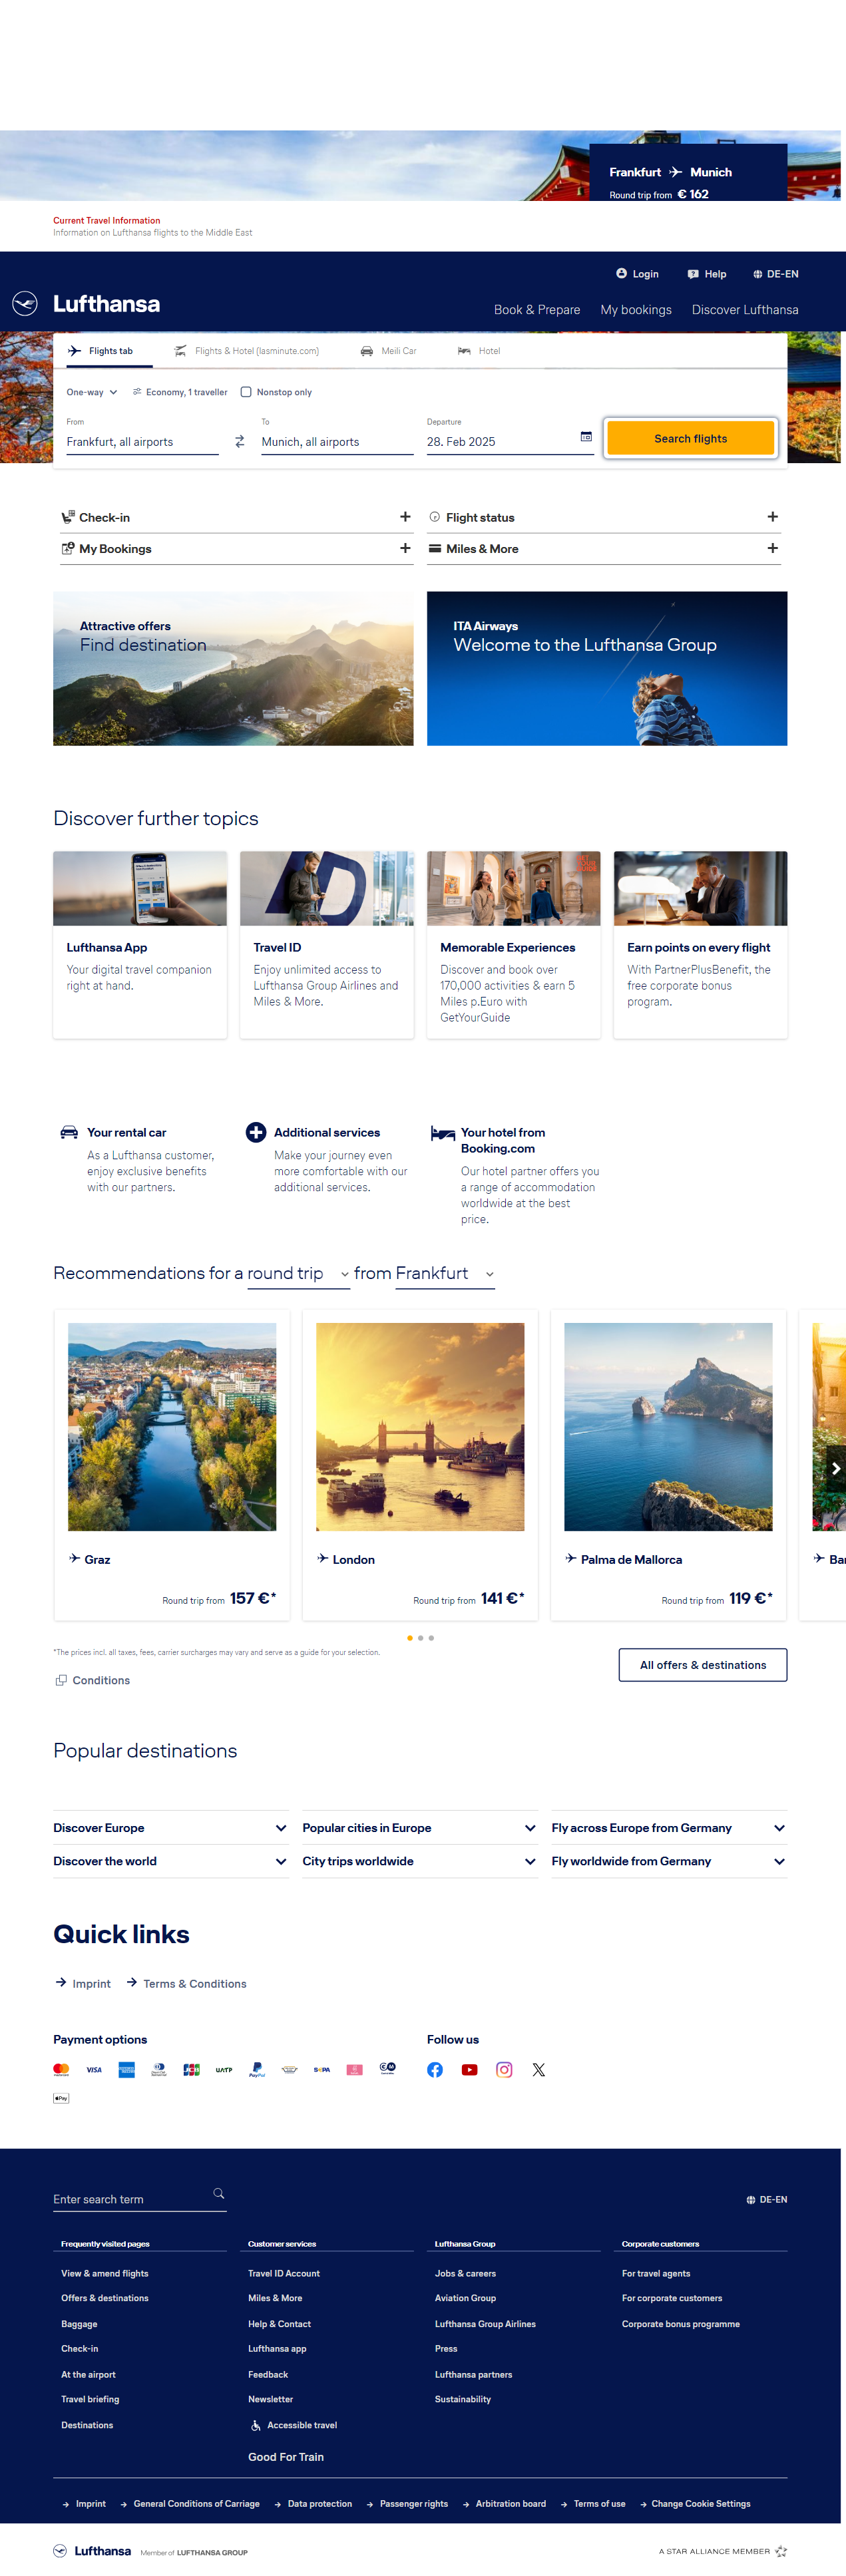 Frankfurt Munich
Round trip from € 162
Current Travel Information
Information on Lufthansa flights to the Middle East
Login Help DE-EN
Lufthansa
Book & Prepare My bookings Discover Lufthansa
Flights tab Flights & Hotel (lasminute.com) Meili Car Hotel
One-way Economy, 1 traveller Nonstop only
From To Departure
Frankfurt, all airports Munich, all airports 28. Feb 2025 Search flights
Check-in Flight status
My Bookings Miles & More
Attractive offers
Find destination
ITA Airways
Welcome to the Lufthansa Group
Discover further topics
GET YOUR GUIDE
Lufthansa App
Your digital travel companion
right at hand.
Travel ID
Enjoy unlimited access to
Lufthansa Group Airlines and
Miles & More.
Memorable Experiences
Discover and book over
170,000 activities & earn 5
Miles p.Euro with
GetYourGuide
Earn points on every flight
With PartnerPlusBenefit, the
free corporate bonus
program.
Your rental car
As a Lufthansa customer,
enjoy exclusive benefits
with our partners.
Additional services
Make your journey even
more comfortable with our
additional services.
Your hotel from
Booking.com
Our hotel partner offers you
a range of accommodation
worldwide at the best
price.
Recommendations for a round trip from Frankfurt
Graz
Round trip from 157 €*
London
Round trip from 141 €*
Palma de Mallorca
Round trip from 119 €*
Bar
*The prices incl. all taxes, fees, carrier surcharges may vary and serve as a guide for your selection.
All offers & destinations
Conditions
Popular destinations
Discover Europe Popular cities in Europe Fly across Europe from Germany
Discover the world City trips worldwide Fly worldwide from Germany
Quick links
Imprint Terms & Conditions
Payment options Follow us
VISA JCB UATP PayPal SEPA
Pay
Enter search term DE-EN
Frequently visited pages
View & amend flights
Offers & destinations
Baggage
Check-in
At the airport
Travel briefing
Destinations
Customer services
Travel ID Account
Miles & More
Help & Contact
Lufthansa app
Feedback
Newsletter
Accessible travel
Good For Train
Lufthansa Group
Jobs & careers
Aviation Group
Lufthansa Group Airlines
Press
Lufthansa partners
Sustainability
Corporate customers
For travel agents
For corporate customers
Corporate bonus programme
Imprint General Conditions of Carriage Data protection Passenger rights Arbitration board Terms of use Change Cookie Settings
Lufthansa Member of LUFTHANSA GROUP A STAR ALLIANCE MEMBER